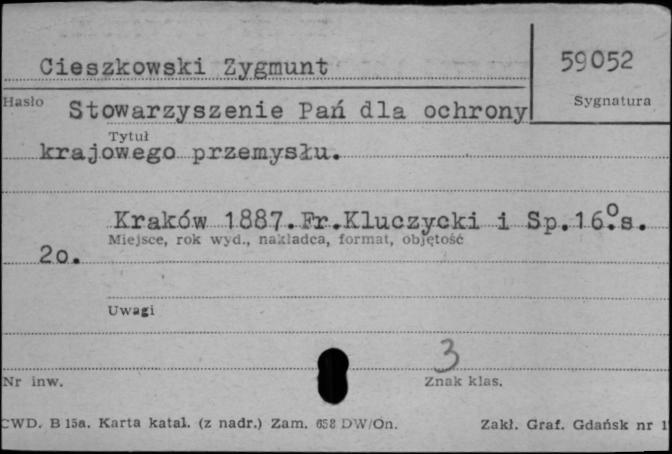 Cieszkowski Zygmunt
59052
Hasło
Sygnatura
Stowarzyszenie Pań dla ochrony
Tytuł
krajowego przemysłu.
Kraków 1887. Fr.Kluczycki i Sp.16.°s.
Miejsce, rok wyd., nakładca, format, objętość
2o.
Uwagi
3
Nr inw.
Znak klas.
CWD. B 15a. Karta katal. (z nadr.) Zam. 658 DW/On.
Zakł. Graf. Gdańsk nr 1